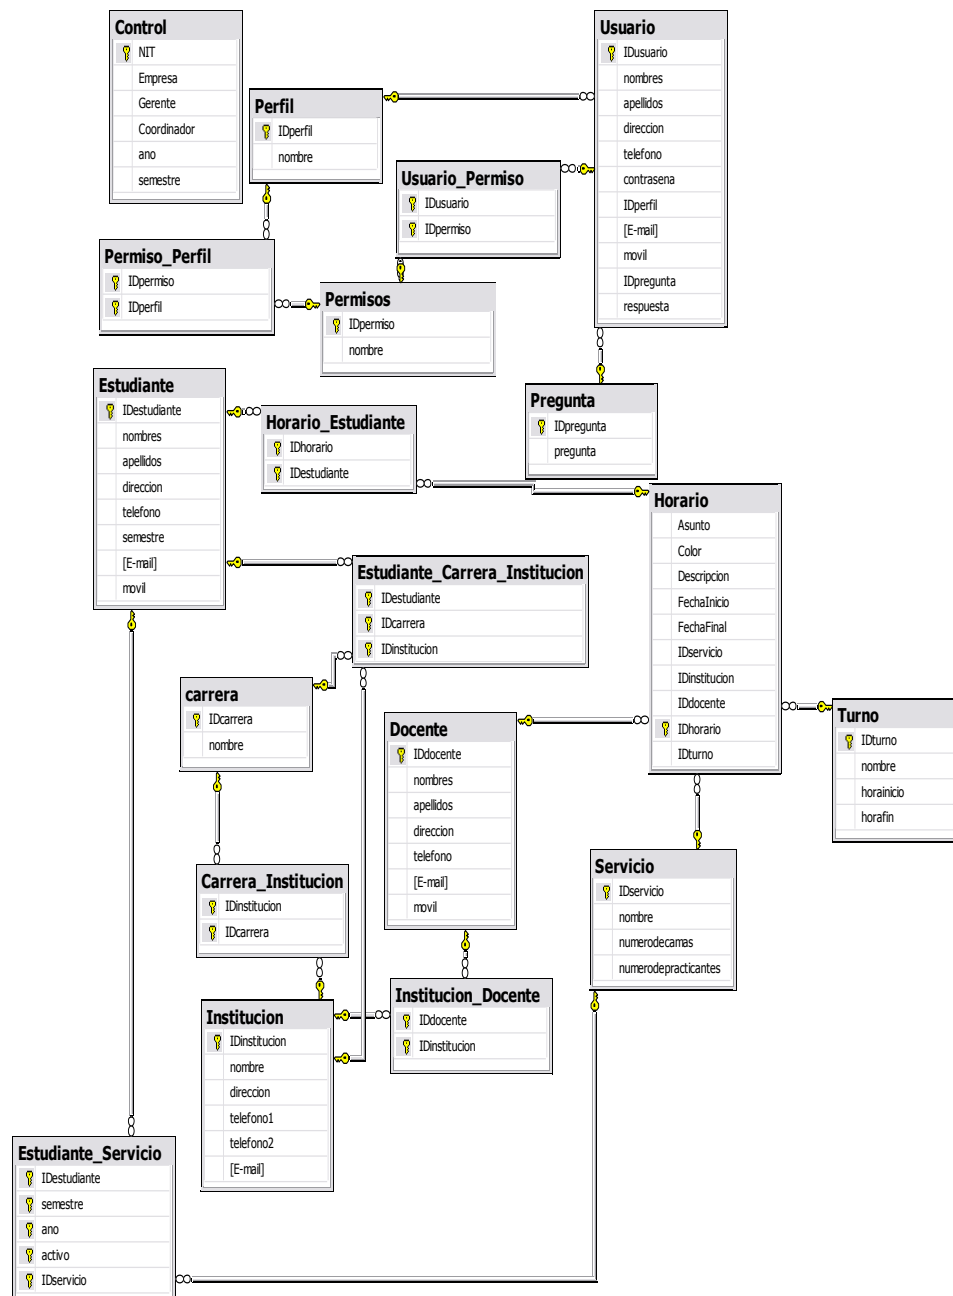 Control
NIT
Empresa
Gerente
Coordinador
ano
semestre
Perfil
IDperfil
nombre
Usuario
IDusuario
nombres
apellidos
direccion
telefono
contrasena
IDperfil
[E-mail]
movil
IDpregunta
respuesta
Usuario_Permiso
IDusuario
IDpermiso
Permiso_Perfil
IDpermiso
IDperfil
Permisos
IDpermiso
nombre
Estudiante
IDestudiante
nombres
apellidos
direccion
telefono
semestre
[E-mail]
movil
Horario_Estudiante
IDhorario
IDestudiante
Pregunta
IDpregunta
pregunta
Horario
Asunto
Color
Descripcion
FechaInicio
FechaFinal
IDservicio
IDinstitucion
IDdocente
IDhorario
IDturno
Estudiante_Carrera_Institucion
IDestudiante
IDcarrera
IDinstitucion
carrera
IDcarrera
nombre
Docente
IDdocente
nombres
apellidos
direccion
telefono
[E-mail]
movil
Turno
IDturno
nombre
horainicio
horafin
Servicio
IDservicio
nombre
numerodecamas
numerodepracticantes
Carrera_Institucion
IDinstitucion
IDcarrera
Institucion_Docente
IDdocente
IDinstitucion
Institucion
IDinstitucion
nombre
direccion
telefono1
telefono2
[E-mail]
Estudiante_Servicio
IDestudiante
semestre
ano
activo
IDservicio